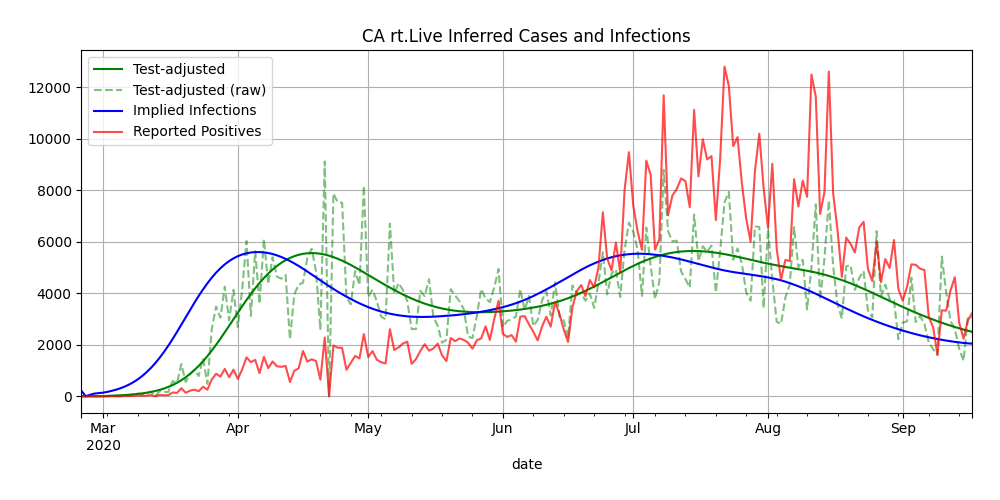 CA rt.Live Inferred Cases and Infections
Test-adjusted
Test-adjusted (raw)
Implied Infections
Reported Positives
12000
10000
8000
6000
4000
2000
0
Mar Apr May Jun Jul Aug Sep
2020
date